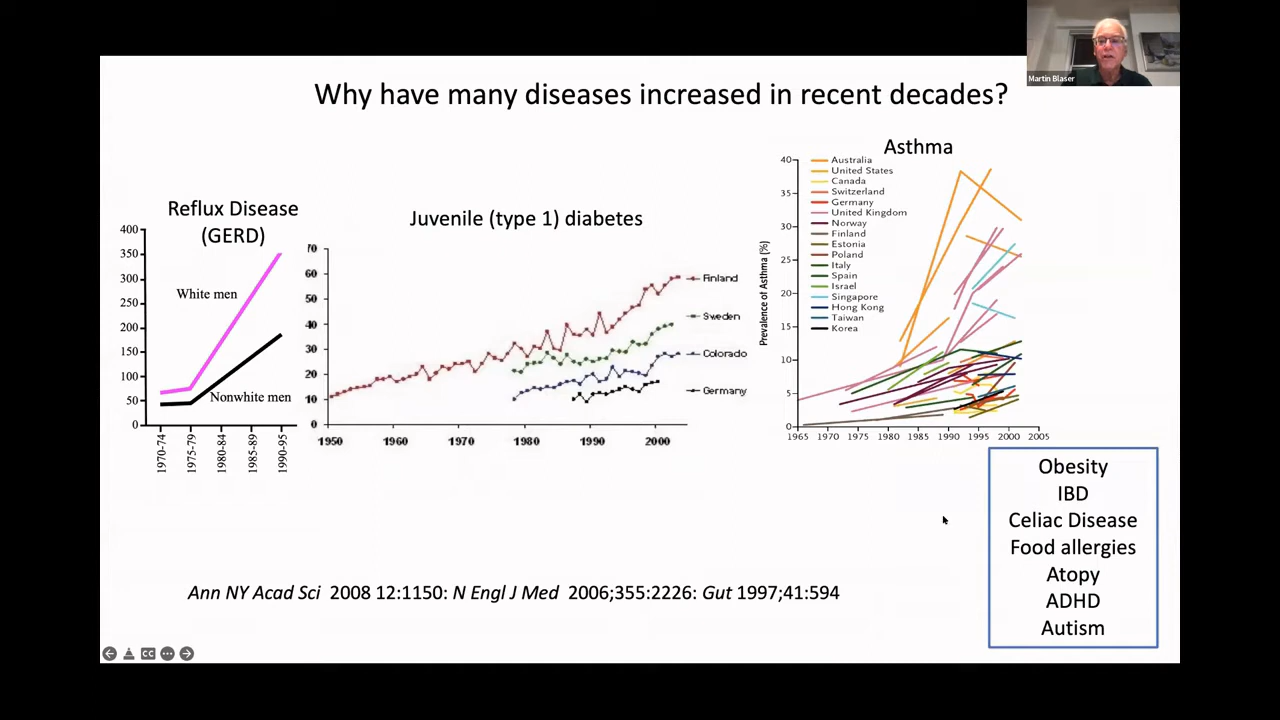 Martin Blaser
Why have many diseases increased in recent decades?
Reflux Disease
(GERD)
400
350
300
250
200
150
100
50
0
White men
Nonwhite men
1970-74
1975-79
1980-84
1985-89
1990-95
Juvenile (type 1) diabetes
70
60
50
40
30
20
10
0
1950
1960
1970
1980
1990
2000
Finland
Sweden
Colorado
Germany
Asthma
Prevalence of Asthma (%)
40
35
30
25
20
15
10
5
0
Australia
United States
Canada
Switzerland
Germany
United Kingdom
Norway
Finland
Estonia
Poland
Italy
Spain
Israel
Singapore
Hong Kong
Taiwan
Korea
1965
1970
1975
1980
1985
1990
1995
2000
2005
Obesity
IBD
Celiac Disease
Food allergies
Atopy
ADHD
Autism
Ann NY Acad Sci 2008 12:1150: N Engl J Med 2006;355:2226: Gut 1997;41:594
CC